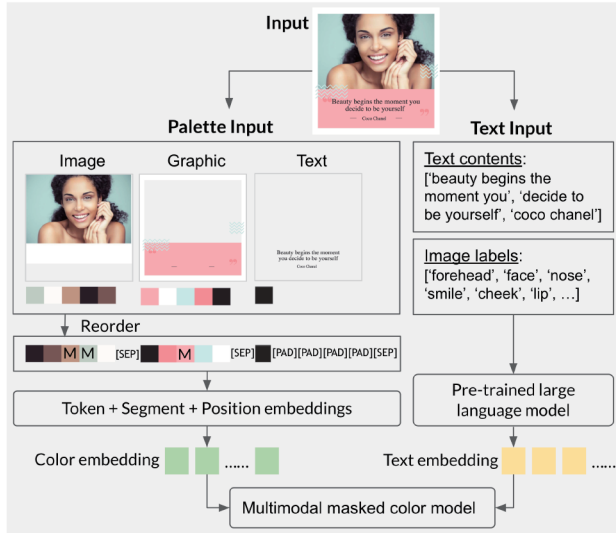 Input
Beauty begins the moment you
decide to be yourself
Coco Chanel
Palette Input
Text Input
Image
Graphic
Text
Beauty begins the moment
you decide to be yourself
Text contents:
['beauty begins the
moment you', 'decide to
be yourself', 'coco chanel']
Image labels:
['forehead', 'face', 'nose',
'smile', 'cheek', 'lip', …]
Reorder
M M [SEP] M [SEP] [PAD][PAD][PAD][PAD][SEP]
Token + Segment + Position embeddings
Pre-trained large
language model
Color embedding ......
Text embedding ......
Multimodal masked color model